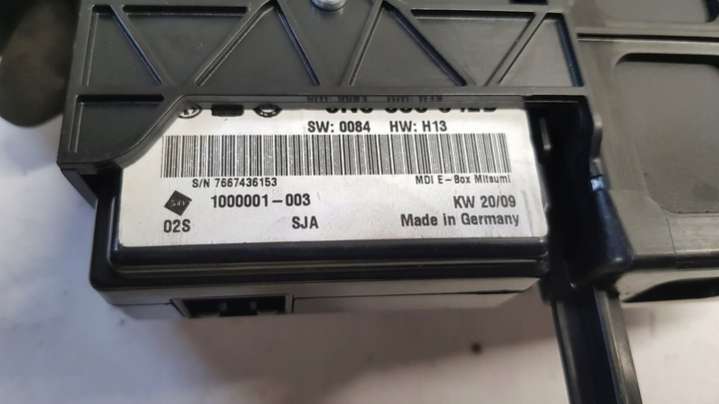 SW: 0084 HW: H13
S/N 7667436153 MDI E-Box Mitsumi
1000001-003 KW 20/09
02S SJA Made in Germany